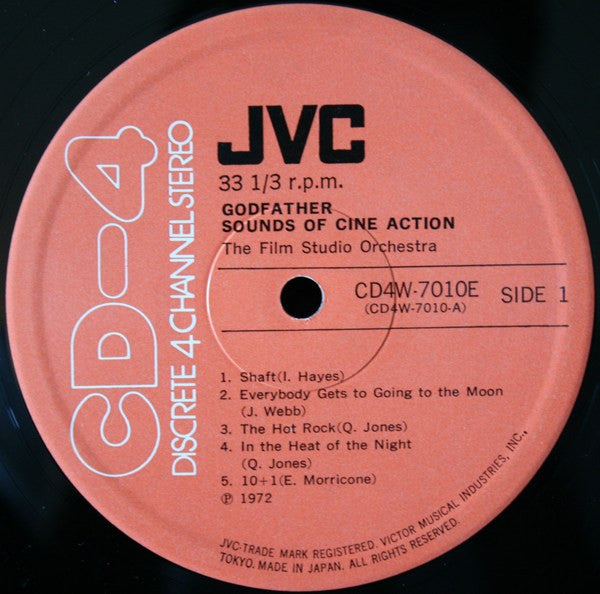 CD-4
DISCRETE 4 CHANNEL STEREO
JVC
33 1/3 r.p.m.
GODFATHER
SOUNDS OF CINE ACTION
The Film Studio Orchestra
CD4W-7010E
(CD4W-7010-A)
SIDE 1
1. Shaft(I. Hayes)
2. Everybody Gets to Going to the Moon
(J. Webb)
3. The Hot Rock(Q. Jones)
4. In the Heat of the Night
(Q. Jones)
5. 10+1(E. Morricone)
℗ 1972
JVC-TRADE MARK REGISTERED. VICTOR MUSICAL INDUSTRIES, INC.,
TOKYO. MADE IN JAPAN. ALL RIGHTS RESERVED.